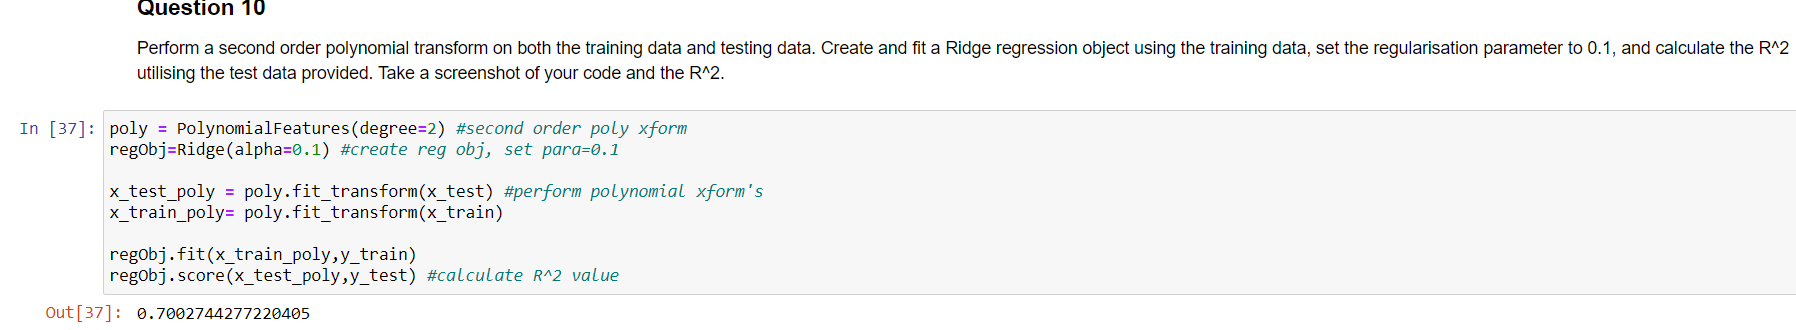 Question 10
Perform a second order polynomial transform on both the training data and testing data. Create and fit a Ridge regression object using the training data, set the regularisation parameter to 0.1, and calculate the R^2
utilising the test data provided. Take a screenshot of your code and the R^2.
In [37]: poly = PolynomialFeatures(degree=2) #second order poly xform
regObj=Ridge(alpha=0.1) #create reg obj, set para=0.1
x_test_poly = poly.fit_transform(x_test) #perform polynomial xform's
x_train_poly= poly.fit_transform(x_train)
regObj.fit(x_train_poly,y_train)
regObj.score(x_test_poly,y_test) #calculate R^2 value
Out[37]: 0.7002744277220405